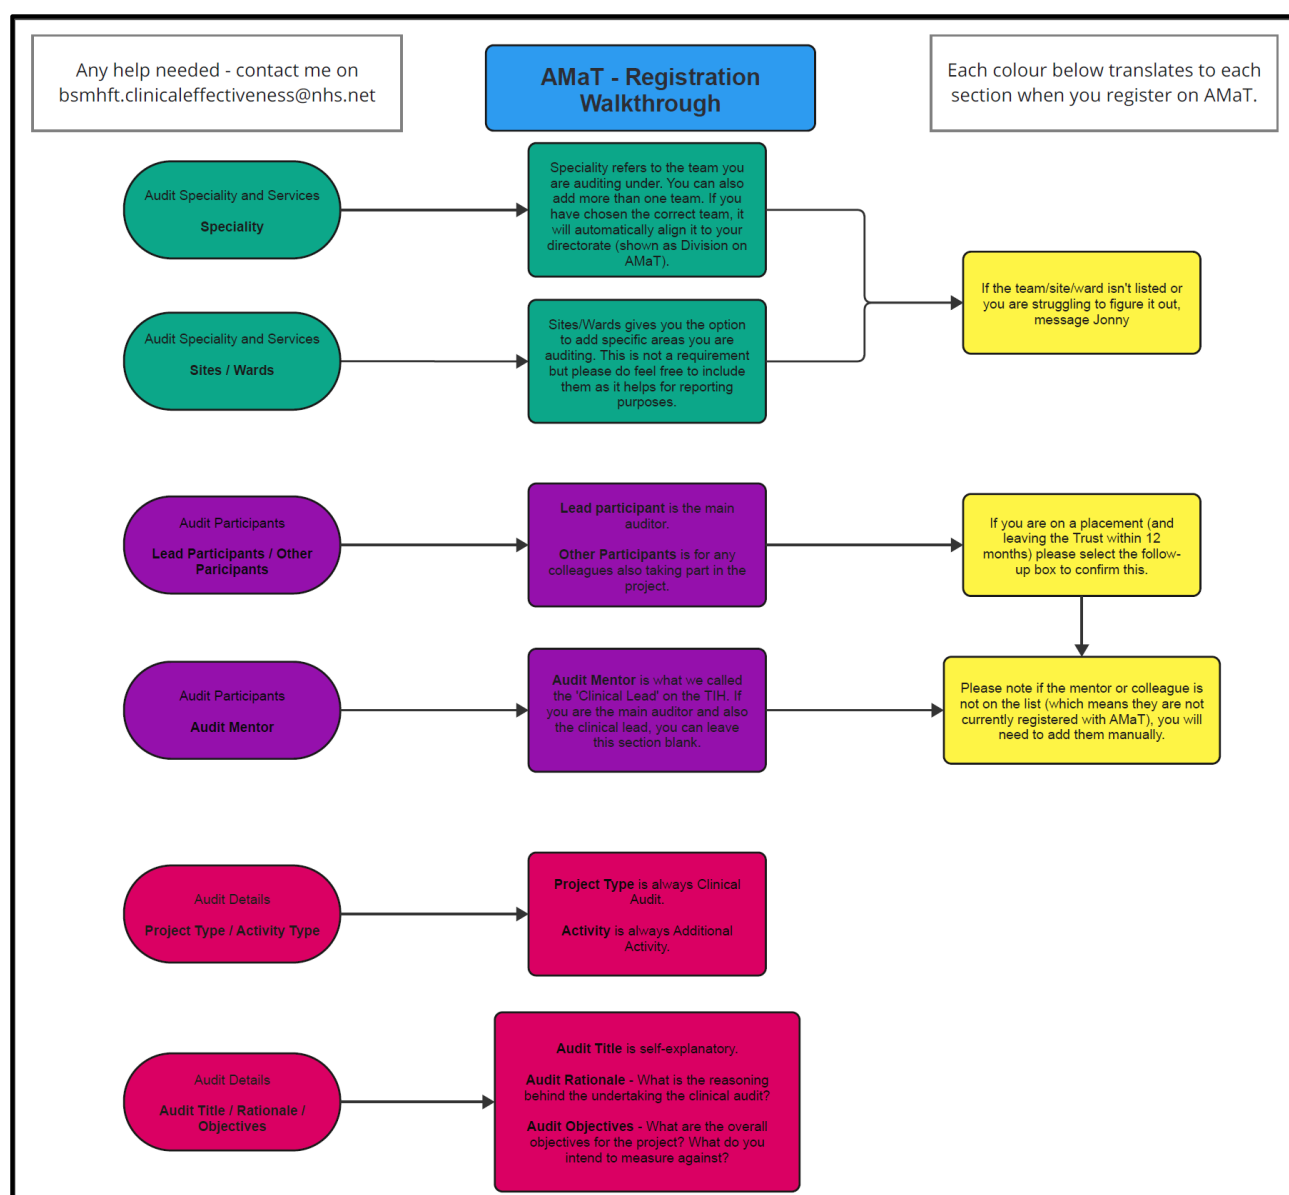 Any help needed - contact me on
bsmhft.clinicaleffectiveness@nhs.net
AMaT - Registration
Walkthrough
Each colour below translates to each
section when you register on AMaT.
Audit Speciality and Services
Speciality
Speciality refers to the team you
are auditing under. You can also
add more than one team. If you
have chosen the correct team, it
will automatically align it to your
directorate (shown as Division on
AMaT).
If the team/site/ward isn't listed or
you are struggling to figure it out,
message Jonny
Audit Speciality and Services
Sites / Wards
Sites/Wards gives you the option
to add specific areas you are
auditing. This is not a requirement
but please do feel free to include
them as it helps for reporting
purposes.
Audit Participants
Lead Participants / Other
Paricipants
Lead participant is the main
auditor.
Other Participants is for any
colleagues also taking part in the
project.
If you are on a placement (and
leaving the Trust within 12
months) please select the follow-
up box to confirm this.
Audit Participants
Audit Mentor
Audit Mentor is what we called
the 'Clinical Lead' on the TIH. If
you are the main auditor and also
the clinical lead, you can leave
this section blank.
Please note if the mentor or colleague is
not on the list (which means they are not
currently registered with AMaT), you will
need to add them manually.
Audit Details
Project Type / Activity Type
Project Type is always Clinical
Audit.
Activity is always Additional
Activity.
Audit Details
Audit Title / Rationale /
Objectives
Audit Title is self-explanatory.
Audit Rationale - What is the reasoning
behind the undertaking the clinical audit?
Audit Objectives - What are the overall
objectives for the project? What do you
intend to measure against?